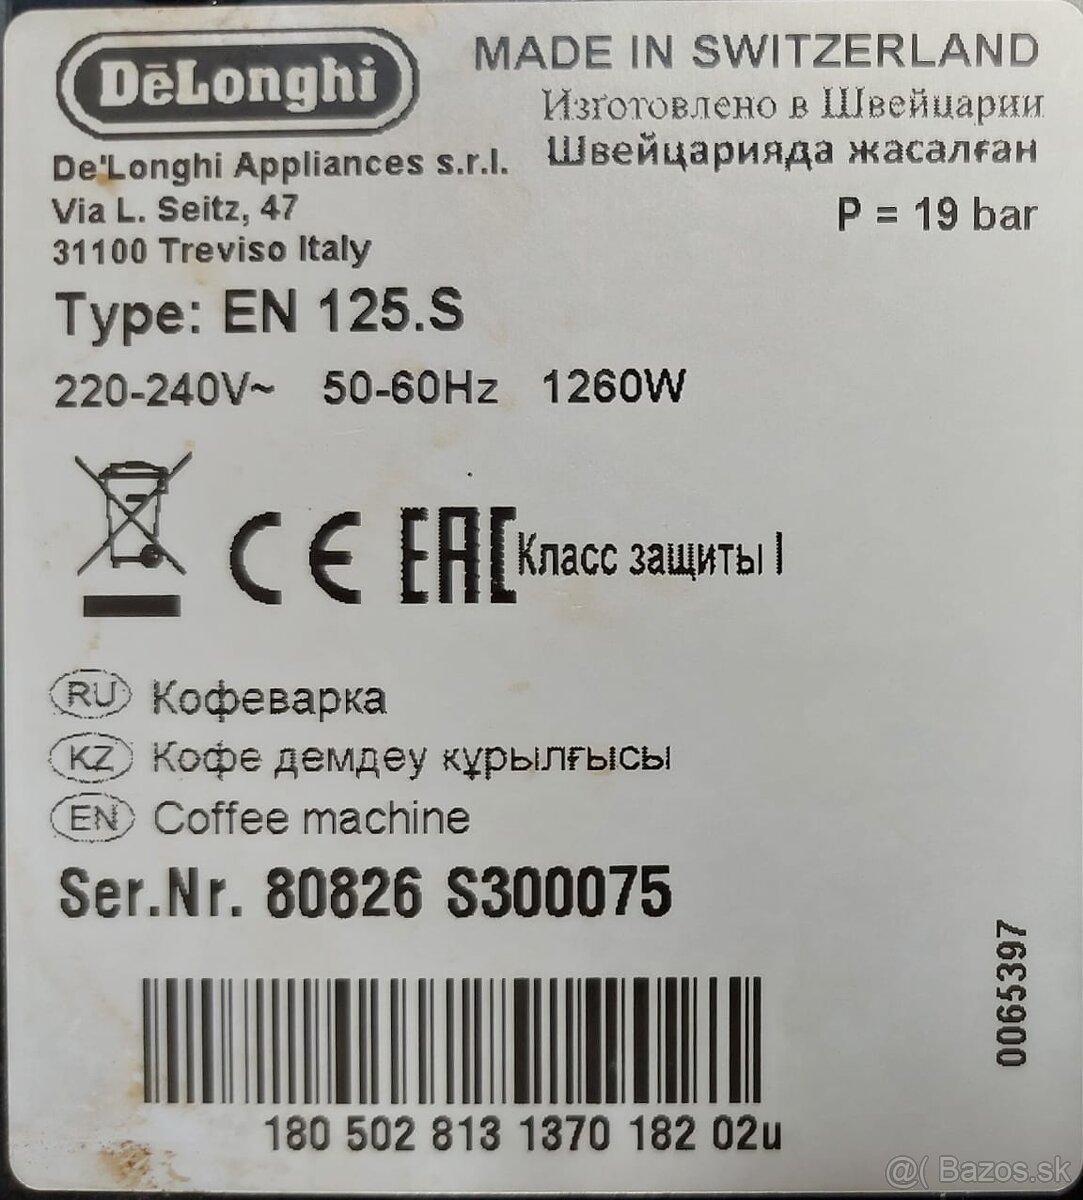 DeLonghi
MADE IN SWITZERLAND
Изготовлено в Швейцарии
Швейцарияда жасалған
De'Longhi Appliances s.r.l.
Via L. Seitz, 47
31100 Treviso Italy
P = 19 bar
Type: EN 125.S
220-240V~ 50-60Hz 1260W
CE EAC Класс защиты I
RU Кофеварка
KZ Кофе демдеу құрылғысы
EN Coffee machine
Ser.Nr. 80826 S300075
0065397
180 502 813 1370 182 02u
@( Bazos.sk